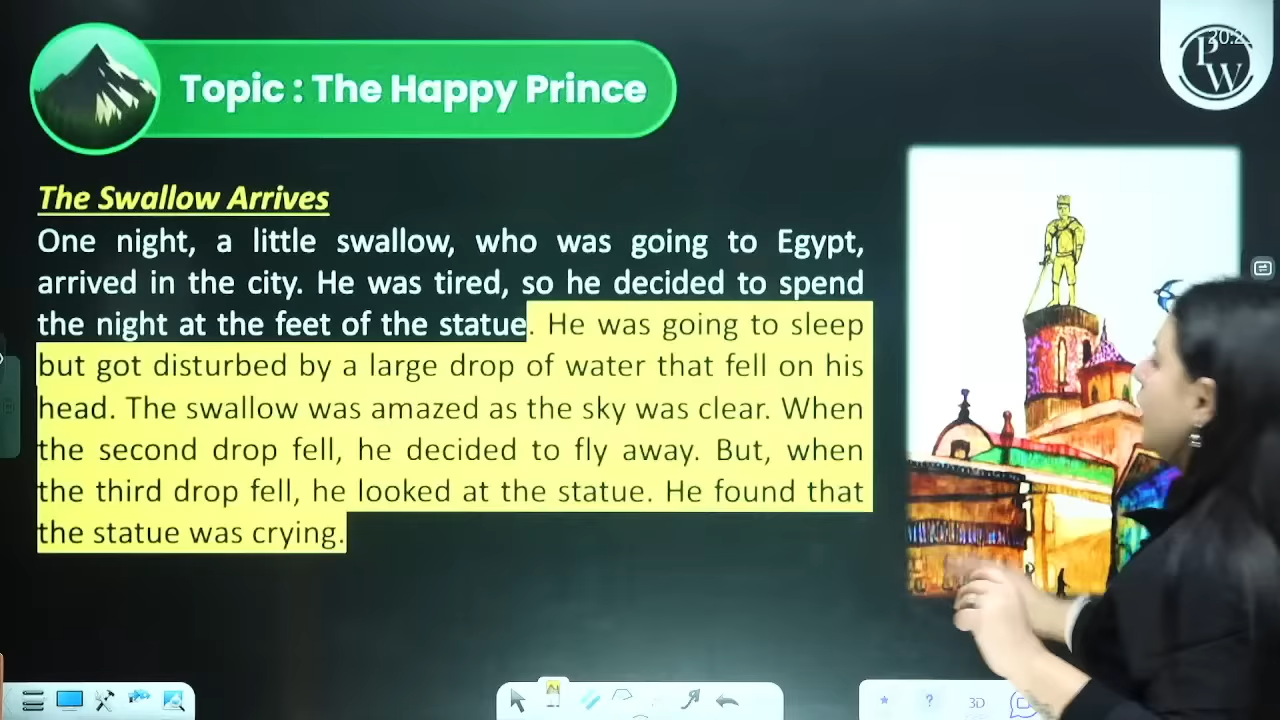 Topic : The Happy Prince
PW
The Swallow Arrives
One night, a little swallow, who was going to Egypt,
arrived in the city. He was tired, so he decided to spend
the night at the feet of the statue. He was going to sleep
but got disturbed by a large drop of water that fell on his
head. The swallow was amazed as the sky was clear. When
the second drop fell, he decided to fly away. But, when
the third drop fell, he looked at the statue. He found that
the statue was crying.
? 3D